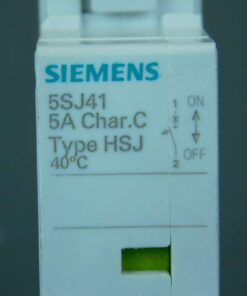 SIEMENS
5SJ41
5A Char.C
Type HSJ
40°C
1 ON
2 OFF